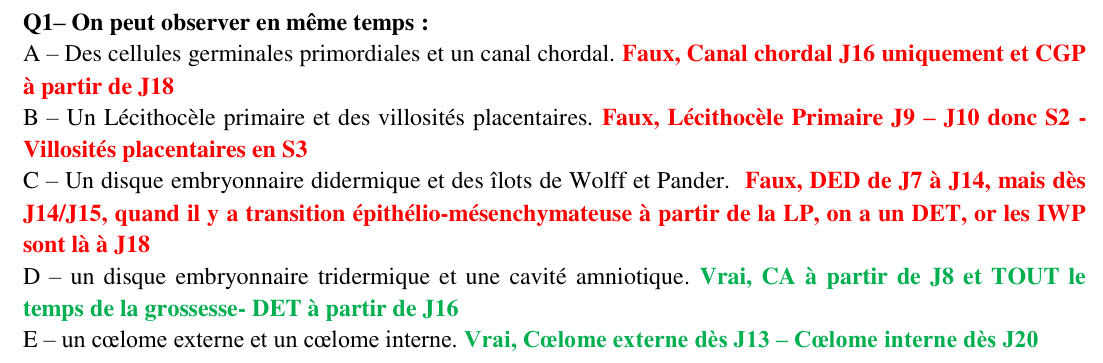 Q1– On peut observer en même temps :
A – Des cellules germinales primordiales et un canal chordal. Faux, Canal chordal J16 uniquement et CGP
à partir de J18
B – Un Lécithocèle primaire et des villosités placentaires. Faux, Lécithocèle Primaire J9 – J10 donc S2 -
Villosités placentaires en S3
C – Un disque embryonnaire didermique et des îlots de Wolff et Pander. Faux, DED de J7 à J14, mais dès
J14/J15, quand il y a transition épithélio-mésenchymateuse à partir de la LP, on a un DET, or les IWP
sont là à J18
D – un disque embryonnaire tridermique et une cavité amniotique. Vrai, CA à partir de J8 et TOUT le
temps de la grossesse- DET à partir de J16
E – un cœlome externe et un cœlome interne. Vrai, Cœlome externe dès J13 – Cœlome interne dès J20